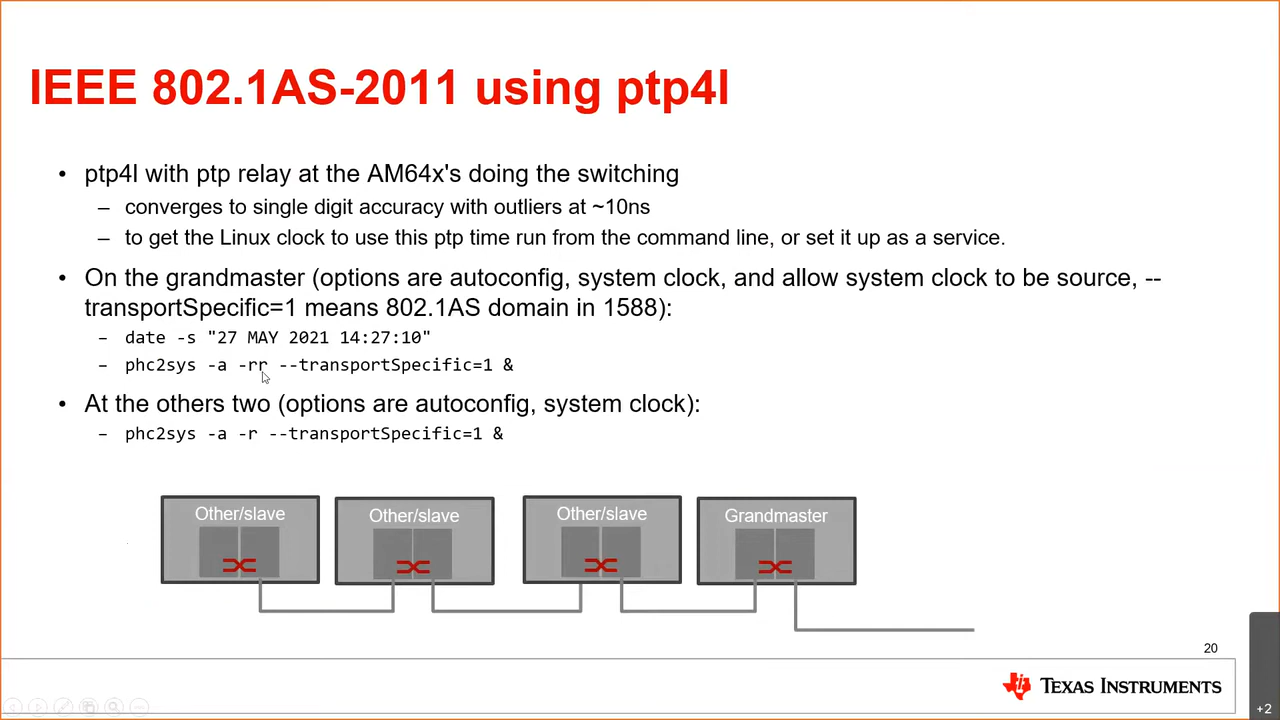 IEEE 802.1AS-2011 using ptp4l
• ptp4l with ptp relay at the AM64x's doing the switching
– converges to single digit accuracy with outliers at ~10ns
– to get the Linux clock to use this ptp time run from the command line, or set it up as a service.
• On the grandmaster (options are autoconfig, system clock, and allow system clock to be source, --
transportSpecific=1 means 802.1AS domain in 1588):
– date -s "27 MAY 2021 14:27:10"
– phc2sys -a -rr --transportSpecific=1 &
• At the others two (options are autoconfig, system clock):
– phc2sys -a -r --transportSpecific=1 &
Other/slave
Other/slave
Other/slave
Grandmaster
20
TEXAS INSTRUMENTS
+2